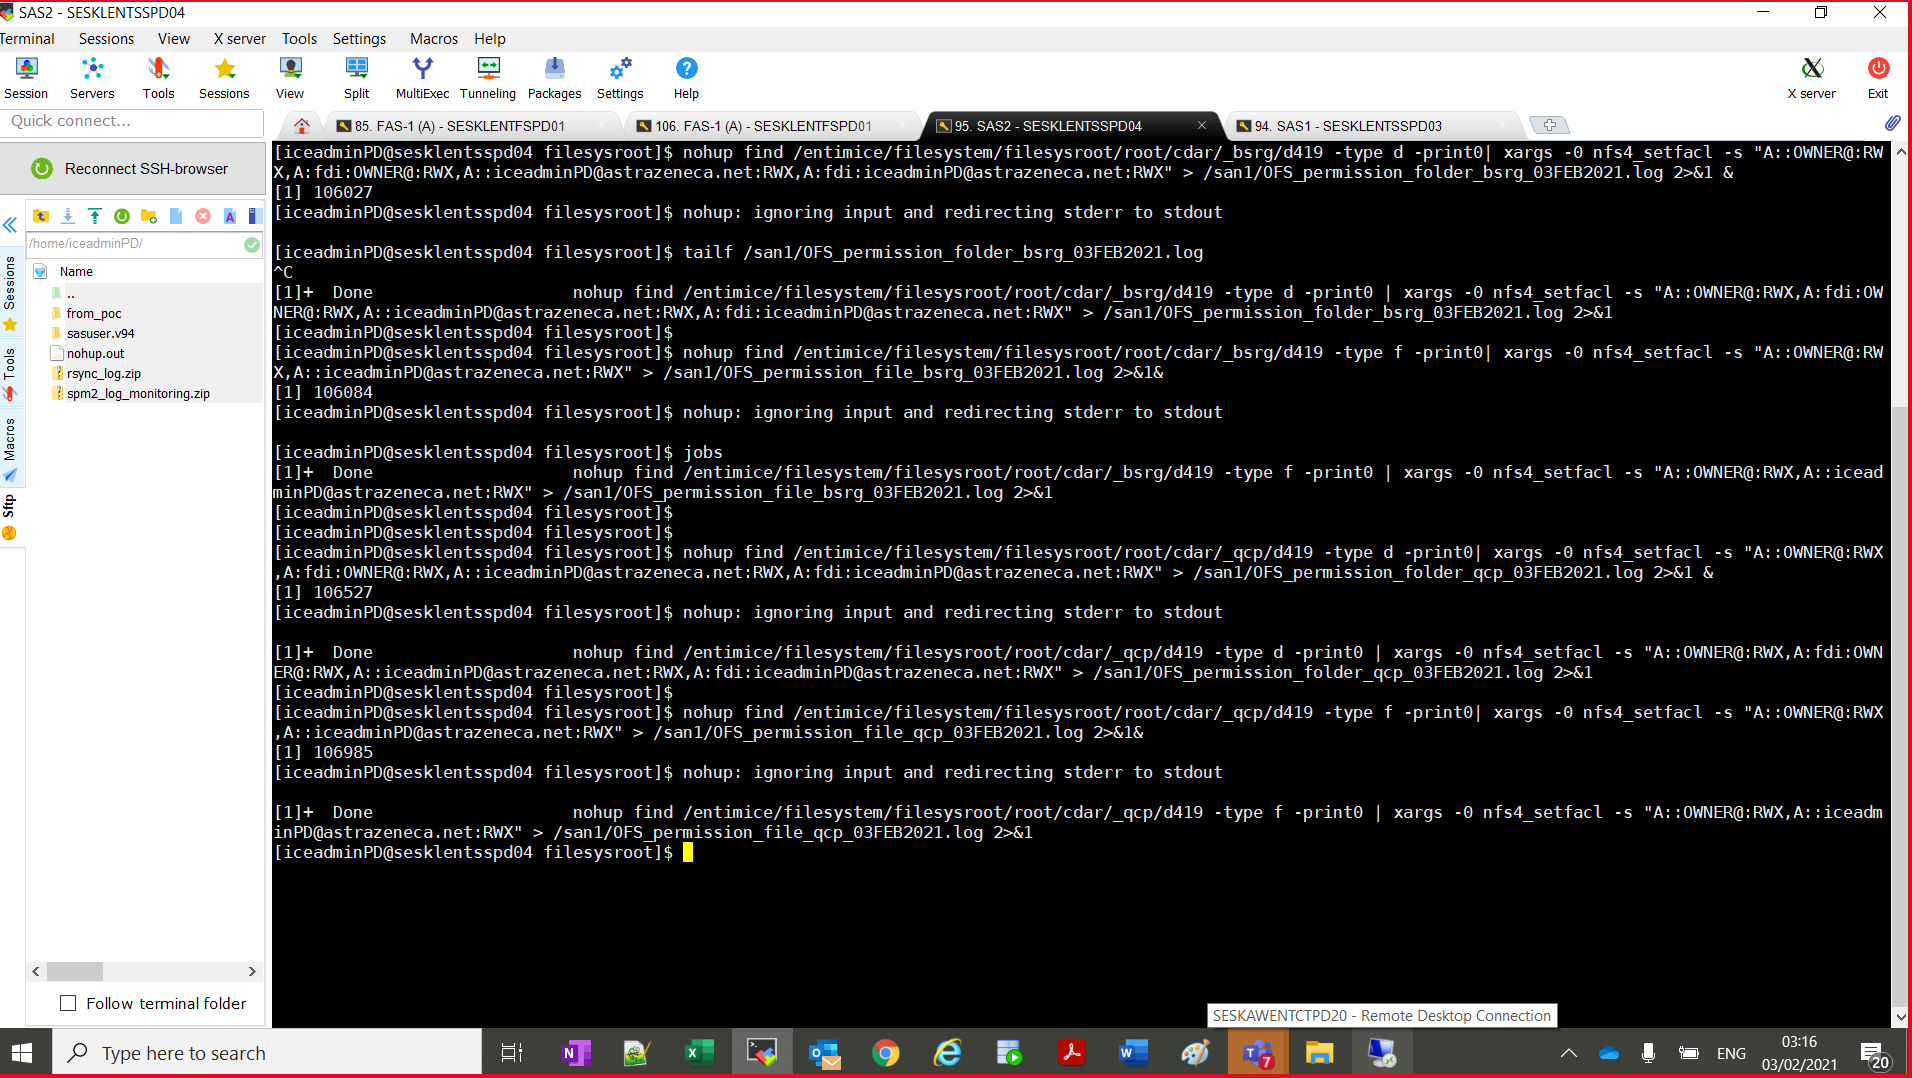 SAS2 - SESKLENTSSPD04
Terminal Sessions View X server Tools Settings Macros Help
Session Servers Tools Sessions View Split MultiExec Tunneling Packages Settings Help X server Exit
Quick connect...
85. FAS-1 (A) - SESKLENTFSPD01
106. FAS-1 (A) - SESKLENTFSPD01
95. SAS2 - SESKLENTSSPD04
94. SAS1 - SESKLENTSSPD03
Reconnect SSH-browser
/home/iceadminPD/
Name
..
from_poc
sasuser.v94
nohup.out
rsync_log.zip
spm2_log_monitoring.zip
Sessions
Tools
Macros
Sftp
Follow terminal folder
[iceadminPD@sesklentsspd04 filesysroot]$ nohup find /entimice/filesystem/filesysroot/root/cdar/_bsrg/d419 -type d -print0| xargs -0 nfs4_setfacl -s "A::OWNER@:RW
X,A:fdi:OWNER@:RWX,A::iceadminPD@astrazeneca.net:RWX,A:fdi:iceadminPD@astrazeneca.net:RWX" > /san1/OFS_permission_folder_bsrg_03FEB2021.log 2>&1 &
[1] 106027
[iceadminPD@sesklentsspd04 filesysroot]$ nohup: ignoring input and redirecting stderr to stdout
[iceadminPD@sesklentsspd04 filesysroot]$ tailf /san1/OFS_permission_folder_bsrg_03FEB2021.log
^C
[1]+  Done                    nohup find /entimice/filesystem/filesysroot/root/cdar/_bsrg/d419 -type d -print0 | xargs -0 nfs4_setfacl -s "A::OWNER@:RWX,A:fdi:OW
NER@:RWX,A::iceadminPD@astrazeneca.net:RWX,A:fdi:iceadminPD@astrazeneca.net:RWX" > /san1/OFS_permission_folder_bsrg_03FEB2021.log 2>&1
[iceadminPD@sesklentsspd04 filesysroot]$
[iceadminPD@sesklentsspd04 filesysroot]$ nohup find /entimice/filesystem/filesysroot/root/cdar/_bsrg/d419 -type f -print0| xargs -0 nfs4_setfacl -s "A::OWNER@:RW
X,A::iceadminPD@astrazeneca.net:RWX" > /san1/OFS_permission_file_bsrg_03FEB2021.log 2>&1&
[1] 106084
[iceadminPD@sesklentsspd04 filesysroot]$ nohup: ignoring input and redirecting stderr to stdout
[iceadminPD@sesklentsspd04 filesysroot]$ jobs
[1]+  Done                    nohup find /entimice/filesystem/filesysroot/root/cdar/_bsrg/d419 -type f -print0 | xargs -0 nfs4_setfacl -s "A::OWNER@:RWX,A::icead
minPD@astrazeneca.net:RWX" > /san1/OFS_permission_file_bsrg_03FEB2021.log 2>&1
[iceadminPD@sesklentsspd04 filesysroot]$
[iceadminPD@sesklentsspd04 filesysroot]$
[iceadminPD@sesklentsspd04 filesysroot]$ nohup find /entimice/filesystem/filesysroot/root/cdar/_qcp/d419 -type d -print0| xargs -0 nfs4_setfacl -s "A::OWNER@:RWX
,A:fdi:OWNER@:RWX,A::iceadminPD@astrazeneca.net:RWX,A:fdi:iceadminPD@astrazeneca.net:RWX" > /san1/OFS_permission_folder_qcp_03FEB2021.log 2>&1 &
[1] 106527
[iceadminPD@sesklentsspd04 filesysroot]$ nohup: ignoring input and redirecting stderr to stdout
[1]+  Done                    nohup find /entimice/filesystem/filesysroot/root/cdar/_qcp/d419 -type d -print0 | xargs -0 nfs4_setfacl -s "A::OWNER@:RWX,A:fdi:OWN
ER@:RWX,A::iceadminPD@astrazeneca.net:RWX,A:fdi:iceadminPD@astrazeneca.net:RWX" > /san1/OFS_permission_folder_qcp_03FEB2021.log 2>&1
[iceadminPD@sesklentsspd04 filesysroot]$
[iceadminPD@sesklentsspd04 filesysroot]$ nohup find /entimice/filesystem/filesysroot/root/cdar/_qcp/d419 -type f -print0| xargs -0 nfs4_setfacl -s "A::OWNER@:RWX
,A::iceadminPD@astrazeneca.net:RWX" > /san1/OFS_permission_file_qcp_03FEB2021.log 2>&1&
[1] 106985
[iceadminPD@sesklentsspd04 filesysroot]$ nohup: ignoring input and redirecting stderr to stdout
[1]+  Done                    nohup find /entimice/filesystem/filesysroot/root/cdar/_qcp/d419 -type f -print0 | xargs -0 nfs4_setfacl -s "A::OWNER@:RWX,A::iceadm
inPD@astrazeneca.net:RWX" > /san1/OFS_permission_file_qcp_03FEB2021.log 2>&1
[iceadminPD@sesklentsspd04 filesysroot]$
SESKAWENTCTPD20 - Remote Desktop Connection
Type here to search
7
ENG
03:16
03/02/2021
20